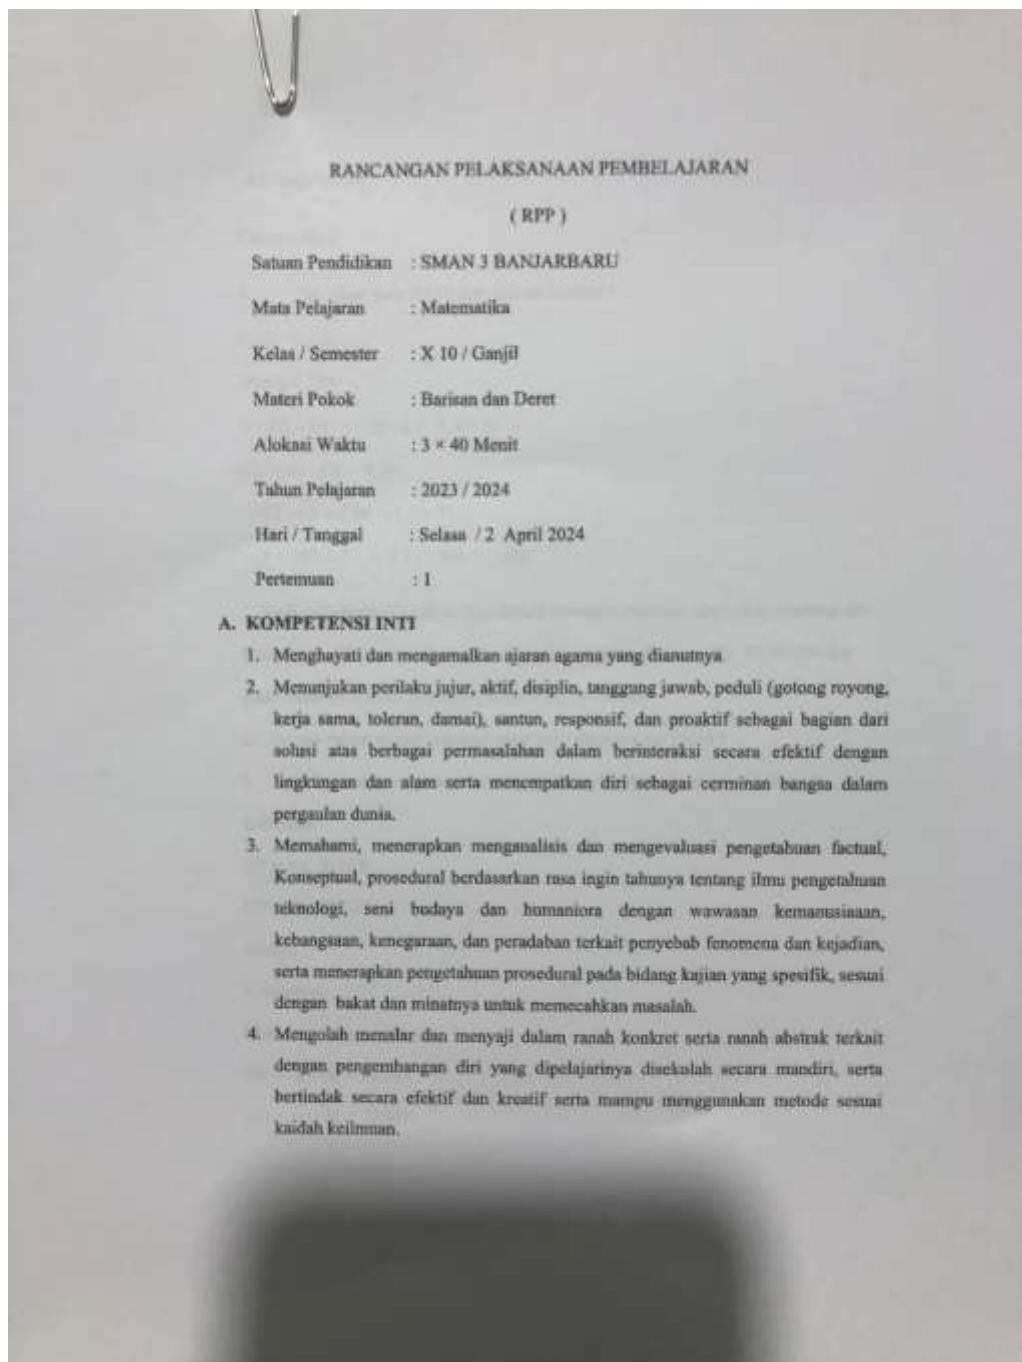 RANCANGAN PELAKSANAAN PEMBELAJARAN
( RPP )
Satuan Pendidikan : SMAN 3 BANJARBARU
Mata Pelajaran : Matematika
Kelas / Semester : X 10 / Ganjil
Materi Pokok : Barisan dan Deret
Alokasi Waktu : 3 × 40 Menit
Tahun Pelajaran : 2023 / 2024
Hari / Tanggal : Selasa / 2 April 2024
Pertemuan : 1
A. KOMPETENSI INTI
1. Menghayati dan mengamalkan ajaran agama yang dianutnya
2. Menunjukan perilaku jujur, aktif, disiplin, tanggung jawab, peduli (gotong royong,
kerja sama, toleran, damai), santun, responsif, dan proaktif sebagai bagian dari
solusi atas berbagai permasalahan dalam berinteraksi secara efektif dengan
lingkungan dan alam serta menempatkan diri sebagai cerminan bangsa dalam
pergaulan dunia.
3. Memahami, menerapkan menganalisis dan mengevaluasi pengetahuan factual,
Konseptual, prosedural berdasarkan rasa ingin tahunya tentang ilmu pengetahuan
teknologi, seni budaya dan humaniora dengan wawasan kemanusiaan,
kebangsaan, kenegaraan, dan peradaban terkait penyebab fenomena dan kejadian,
serta menerapkan pengetahuan prosedural pada bidang kajian yang spesifik, sesuai
dengan bakat dan minatnya untuk memecahkan masalah.
4. Mengolah menalar dan menyaji dalam ranah konkret serta ranah abstrak terkait
dengan pengembangan diri yang dipelajarinya disekolah secara mandiri, serta
bertindak secara efektif dan kreatif serta mampu menggunakan metode sesuai
kaidah keilmuan.